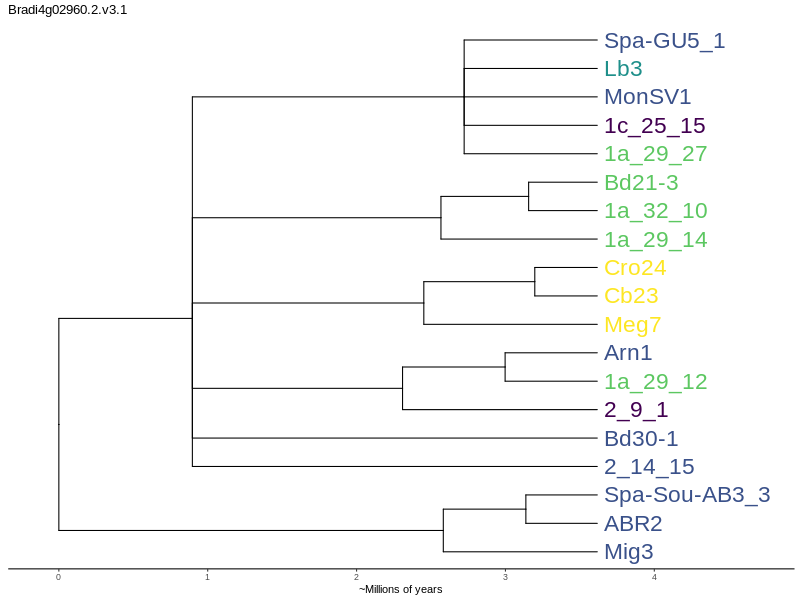 Bradi4g02960.2.v3.1
Spa-GU5_1
Lb3
MonSV1
1c_25_15
1a_29_27
Bd21-3
1a_32_10
1a_29_14
Cro24
Cb23
Meg7
Arn1
1a_29_12
2_9_1
Bd30-1
2_14_15
Spa-Sou-AB3_3
ABR2
Mig3
0 1 2 3 4
~Millions of years